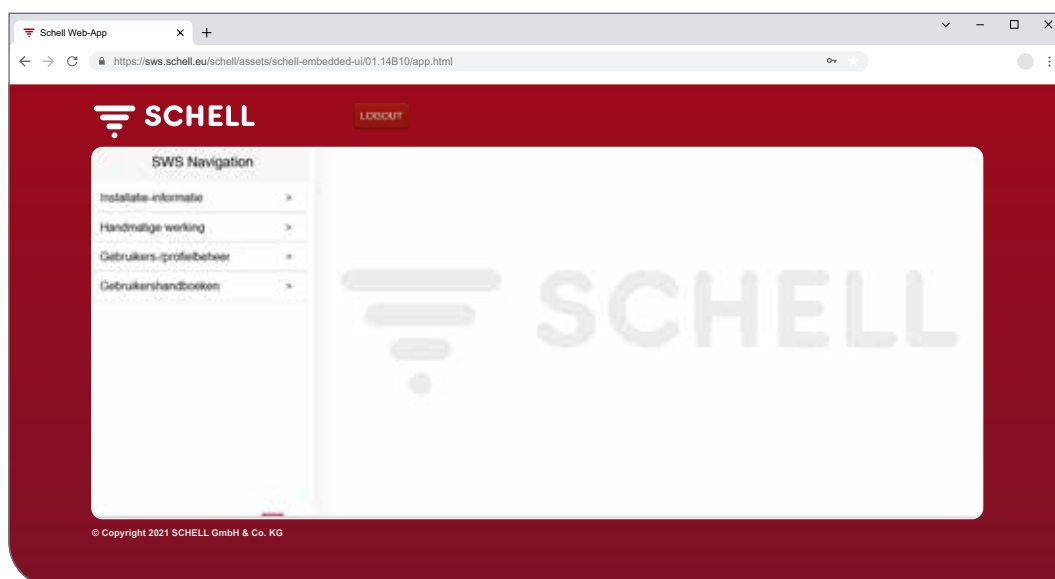 Schell Web-App
https://sws.schell.eu/schell/assets/schell-embedded-ui/01.14B10/app.html
SCHELL
LOGOUT
SWS Navigation
Installatie-informatie >
Handmatige werking >
Gebruikers-/profielbeheer >
Gebruikershandboeken >
SCHELL
© Copyright 2021 SCHELL GmbH & Co. KG